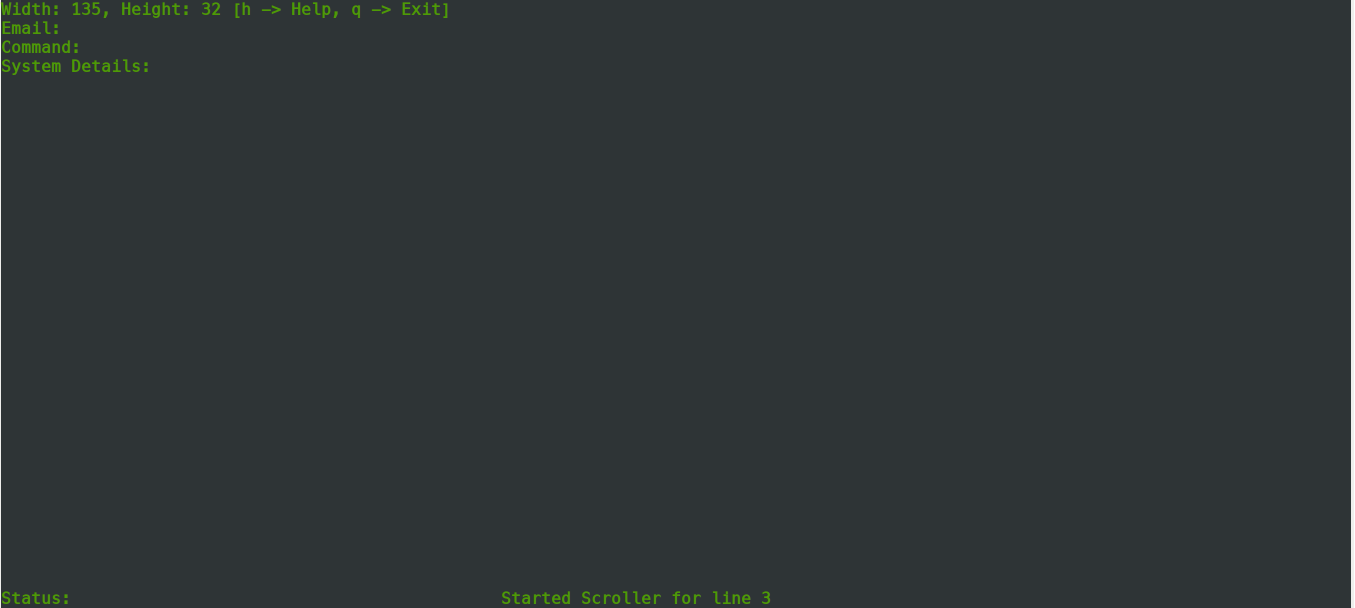 Width: 135, Height: 32 [h —> Help, q —> Exit]
Email:
Command:
System Details:
Status: Started Scroller for line 3